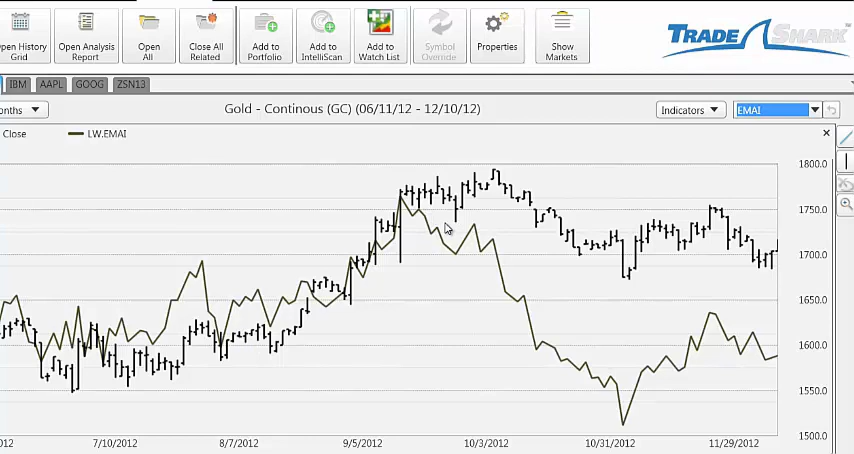 pen History
Grid
Open Analysis
Report
Open
All
Close All
Related
Add to
Portfolio
Add to
IntelliScan
Add to
Watch List
Symbol
Override
Properties
Show
Markets
TRADE SHARK™
IBM
AAPL
GOOG
ZSN13
onths
Gold - Continous (GC) (06/11/12 - 12/10/12)
Indicators
EMAI
Close
LW.EMAI
1800.0
1750.0
1700.0
1650.0
1600.0
1550.0
1500.0
012
7/10/2012
8/7/2012
9/5/2012
10/3/2012
10/31/2012
11/29/2012